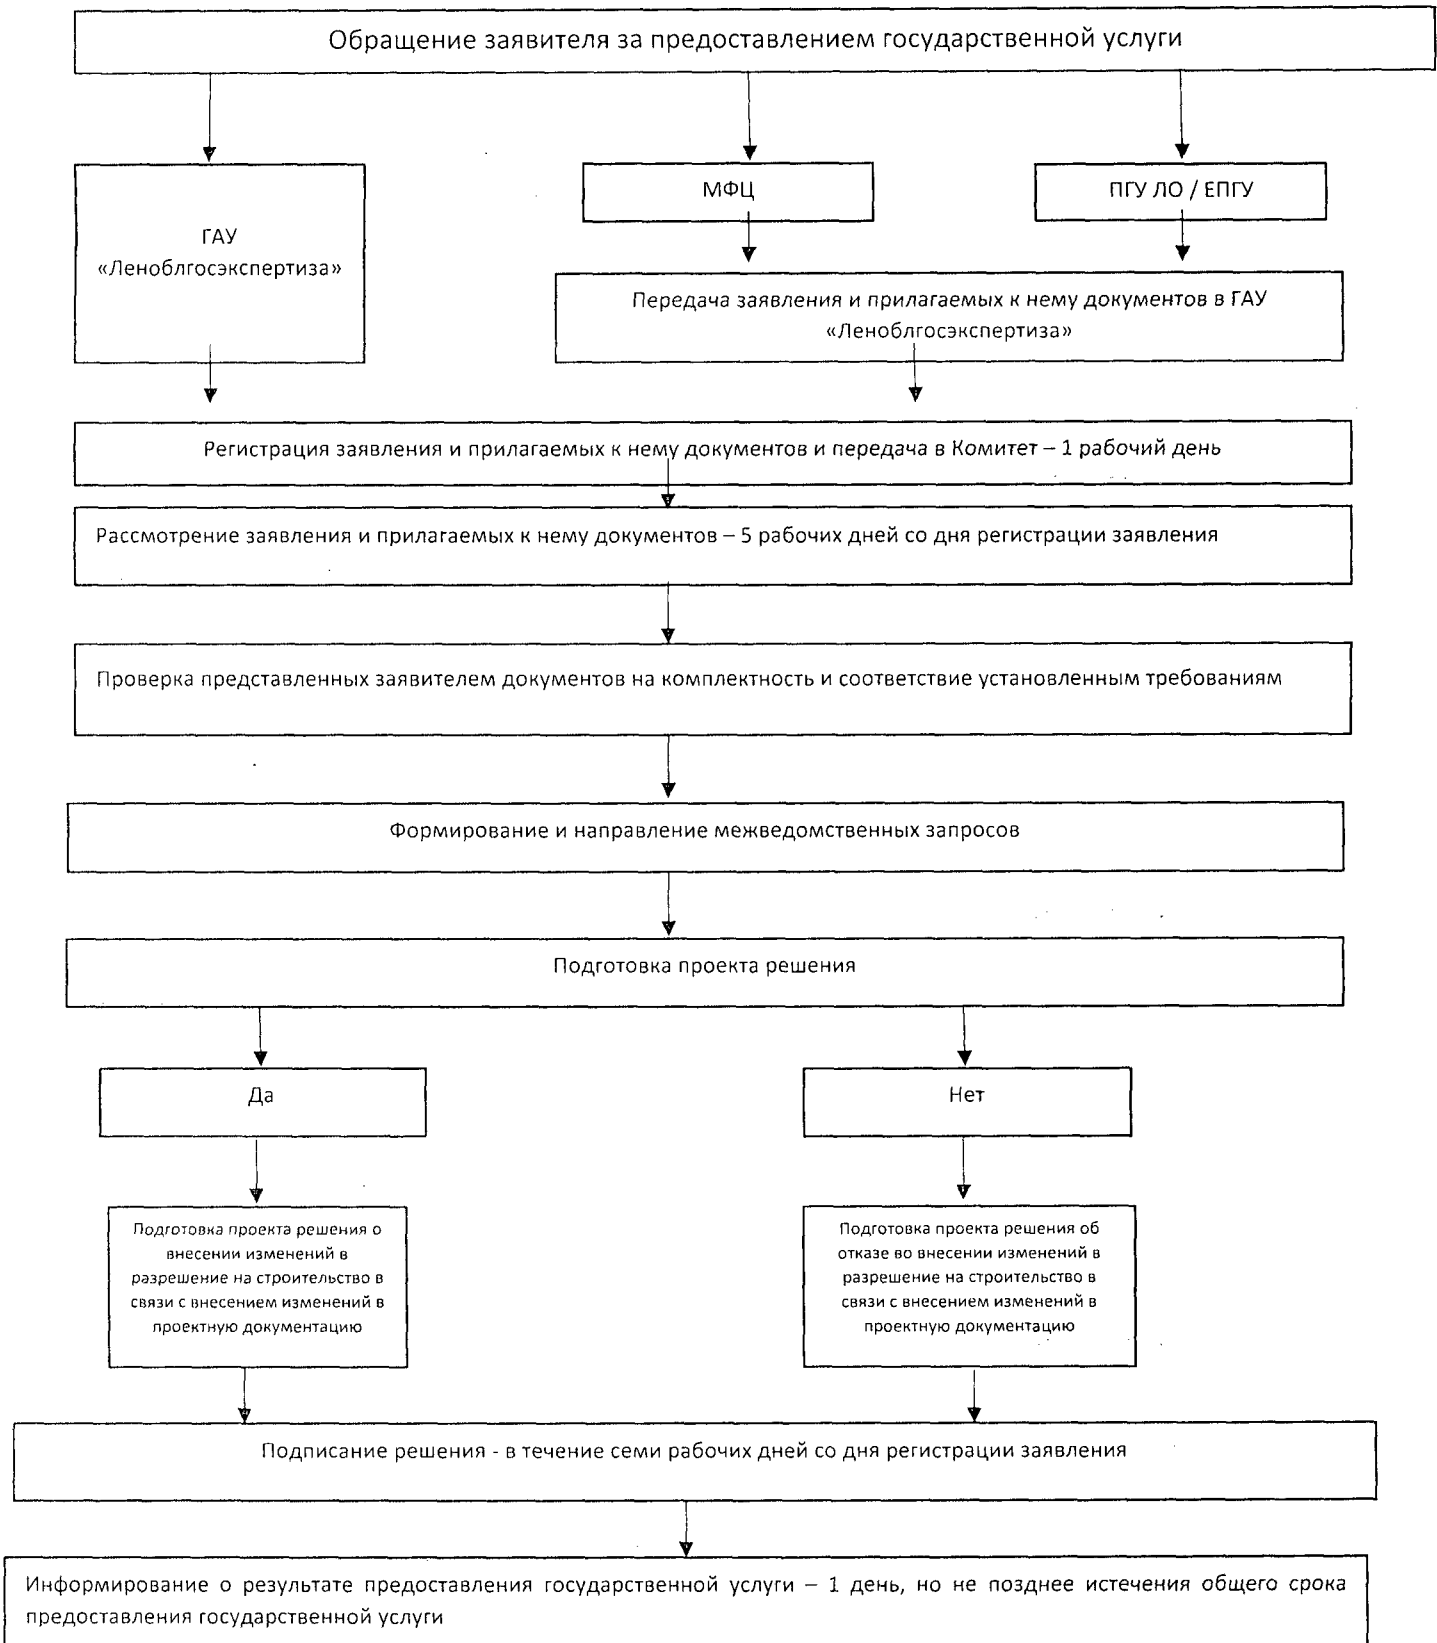 Обращение заявителя за предоставлением государственной услуги
ГАУ
«Леноблгосэкспертиза»
МФЦ
ПГУ ЛО / ЕПГУ
Передача заявления и прилагаемых к нему документов в ГАУ
«Леноблгосэкспертиза»
Регистрация заявления и прилагаемых к нему документов и передача в Комитет – 1 рабочий день
Рассмотрение заявления и прилагаемых к нему документов – 5 рабочих дней со дня регистрации заявления
Проверка представленных заявителем документов на комплектность и соответствие установленным требованиям
Формирование и направление межведомственных запросов
Подготовка проекта решения
Да
Нет
Подготовка проекта решения о
внесении изменений в
разрешение на строительство в
связи с внесением изменений в
проектную документацию
Подготовка проекта решения об
отказе во внесении изменений в
разрешение на строительство в
связи с внесением изменений в
проектную документацию
Подписание решения - в течение семи рабочих дней со дня регистрации заявления
Информирование о результате предоставления государственной услуги – 1 день, но не позднее истечения общего срока
предоставления государственной услуги